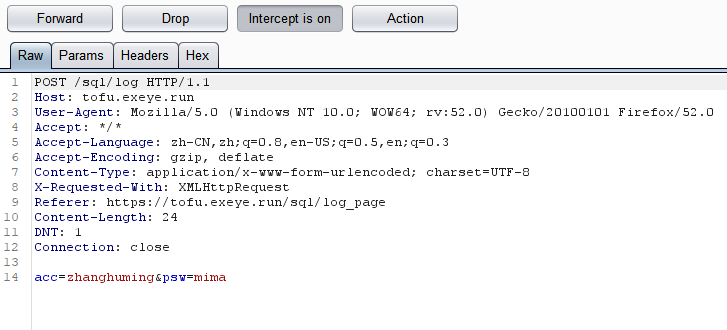 Forward Drop Intercept is on Action
Raw Params Headers Hex
1 POST /sql/log HTTP/1.1
2 Host: tofu.exeye.run
3 User-Agent: Mozilla/5.0 (Windows NT 10.0; WOW64; rv:52.0) Gecko/20100101 Firefox/52.0
4 Accept: */*
5 Accept-Language: zh-CN,zh;q=0.8,en-US;q=0.5,en;q=0.3
6 Accept-Encoding: gzip, deflate
7 Content-Type: application/x-www-form-urlencoded; charset=UTF-8
8 X-Requested-With: XMLHttpRequest
9 Referer: https://tofu.exeye.run/sql/log_page
10 Content-Length: 24
11 DNT: 1
12 Connection: close
13
14 acc=zhanghuming&psw=mima